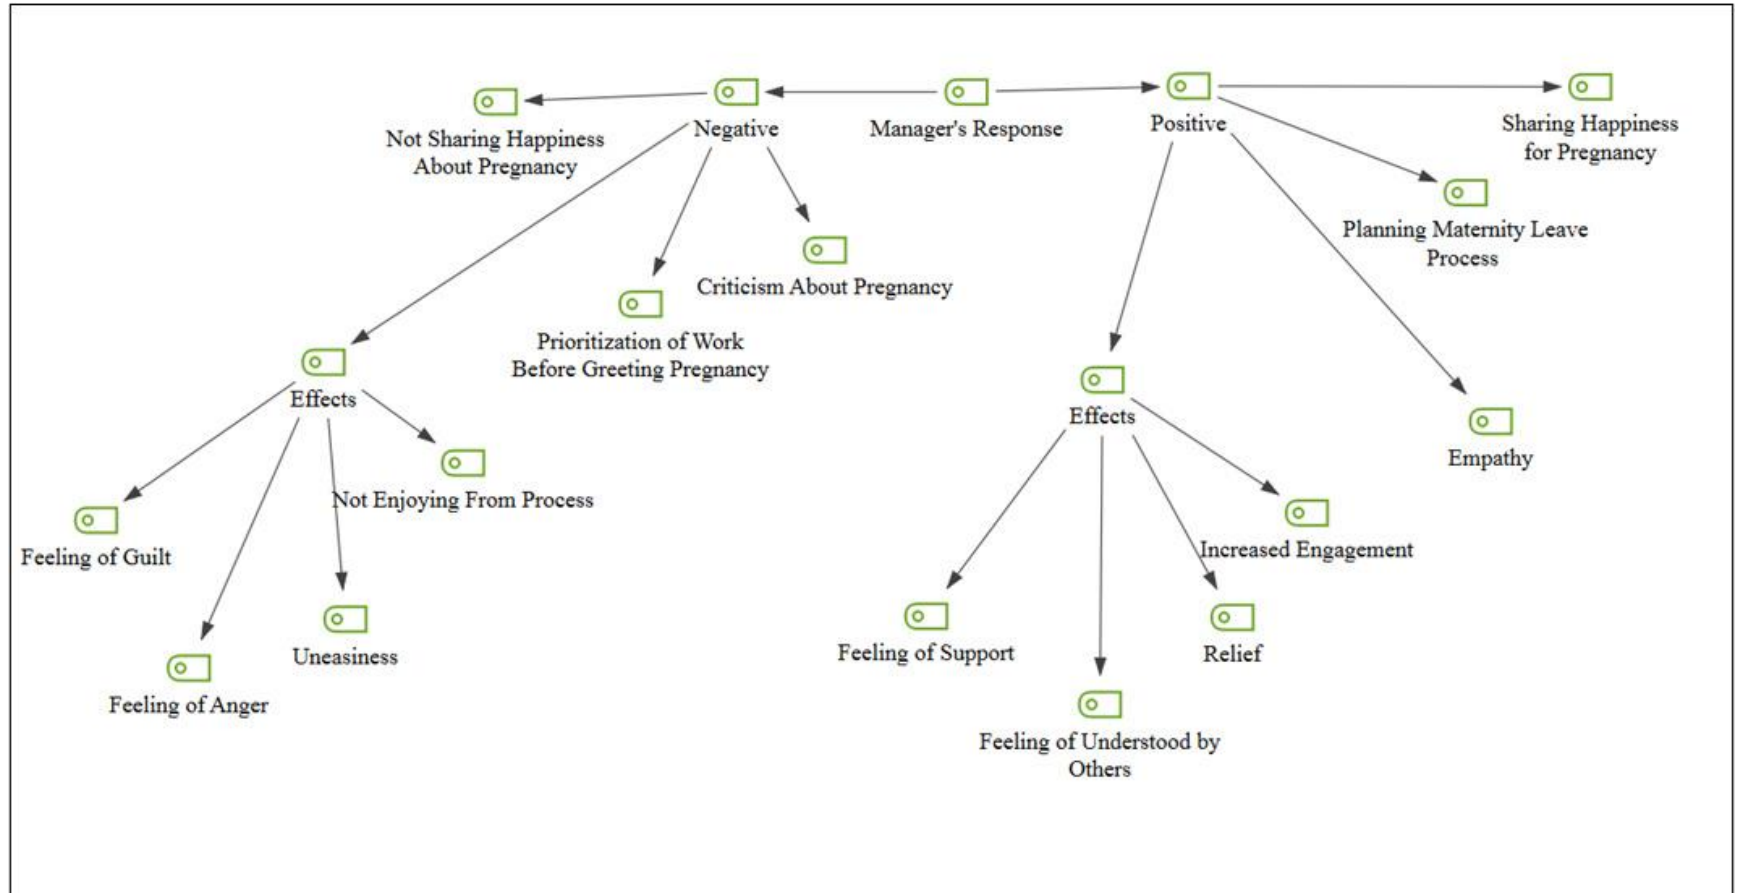 Not Sharing Happiness
About Pregnancy
Negative
Manager's Response
Positive
Sharing Happiness
for Pregnancy
Planning Maternity Leave
Process
Criticism About Pregnancy
Prioritization of Work
Before Greeting Pregnancy
Effects
Effects
Empathy
Not Enjoying From Process
Feeling of Guilt
Increased Engagement
Uneasiness
Feeling of Anger
Feeling of Support
Relief
Feeling of Understood by
Others